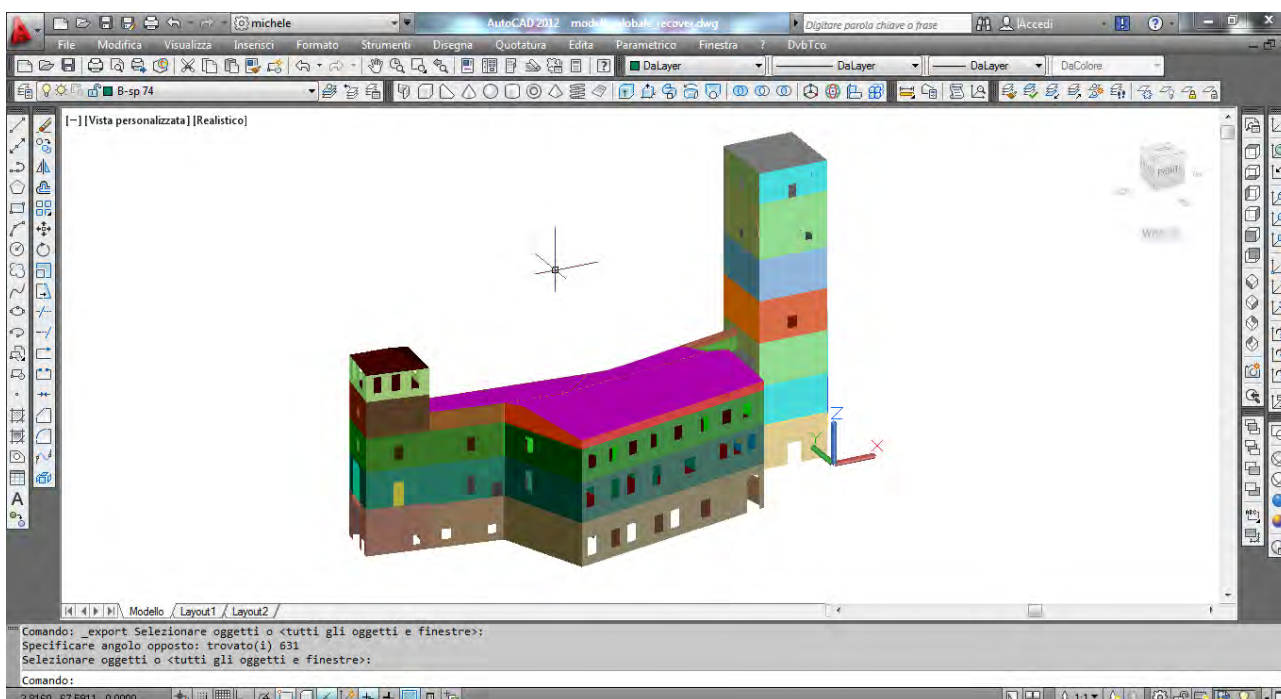 michele
AutoCAD 2012
Digitare parola chiave o frase
Accedi
File Modifica Visualizza Inserisci Formato Strumenti Disegna Quotatura Edita Parametrico Finestra ? DvbTco
DaLayer DaLayer DaLayer DaColore
B-sp 74
[−] [Vista personalizzata] [Realistico]
FRONTE
Z
Y
X
A
Modello Layout1 Layout2
Comando: _export Selezionare oggetti o <tutti gli oggetti e finestre>:
Specificare angolo opposto: trovato(i) 631
Selezionare oggetti o <tutti gli oggetti e finestre>:
Comando: